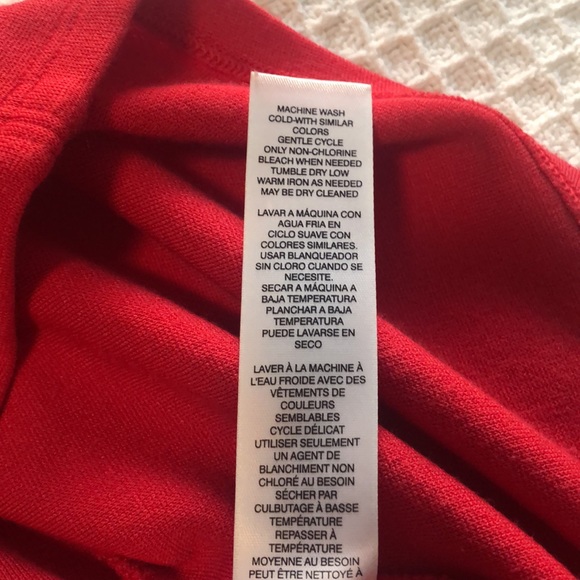 MACHINE WASH
COLD-WITH SIMILAR
COLORS
GENTLE CYCLE
ONLY NON-CHLORINE
BLEACH WHEN NEEDED
TUMBLE DRY LOW
WARM IRON AS NEEDED
MAY BE DRY CLEANED
LAVAR A MÁQUINA CON
AGUA FRIA EN
CICLO SUAVE CON
COLORES SIMILARES.
USAR BLANQUEADOR
SIN CLORO CUANDO SE
NECESITE.
SECAR A MÁQUINA A
BAJA TEMPERATURA
PLANCHAR A BAJA
TEMPERATURA
PUEDE LAVARSE EN
SECO
LAVER À LA MACHINE À
L'EAU FROIDE AVEC DES
VÊTEMENTS DE
COULEURS
SEMBLABLES
CYCLE DÉLICAT
UTILISER SEULEMENT
UN AGENT DE
BLANCHIMENT NON
CHLORÉ AU BESOIN
SÉCHER PAR
CULBUTAGE À BASSE
TEMPÉRATURE
REPASSER À
TEMPÉRATURE
MOYENNE AU BESOIN
PEUT ÊTRE NETTOYÉ À